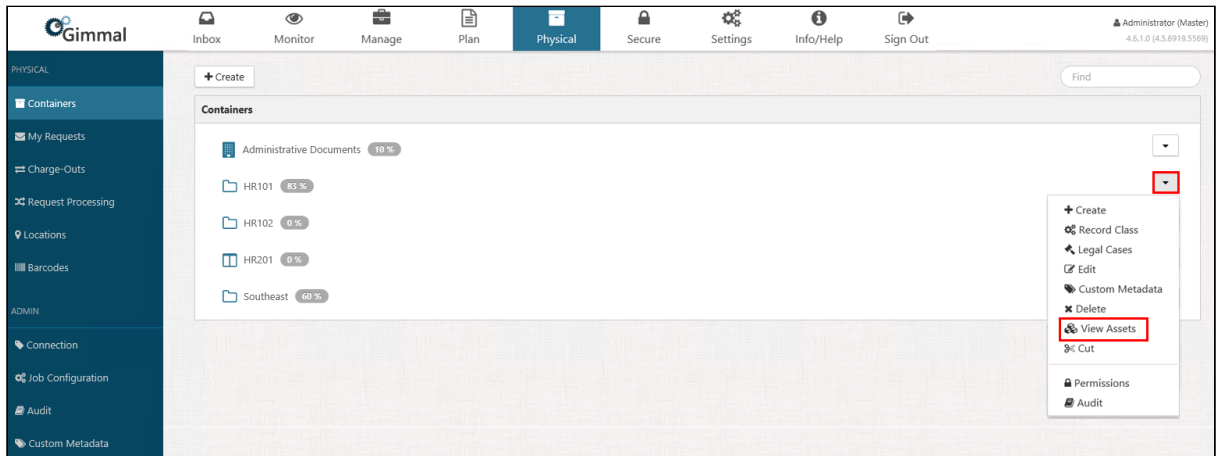 Gimmal
Inbox
Monitor
Manage
Plan
Physical
Secure
Settings
Info/Help
Sign Out
Administrator (Master)
4.6.1.0 (4.5.6919.5569)
PHYSICAL
Containers
My Requests
Charge-Outs
Request Processing
Locations
Barcodes
ADMIN
Connection
Job Configuration
Audit
Custom Metadata
Create
Find
Containers
Administrative Documents 10 %
HR101 83 %
HR102 0 %
HR201 0 %
Southeast 60 %
Create
Record Class
Legal Cases
Edit
Custom Metadata
Delete
View Assets
Cut
Permissions
Audit